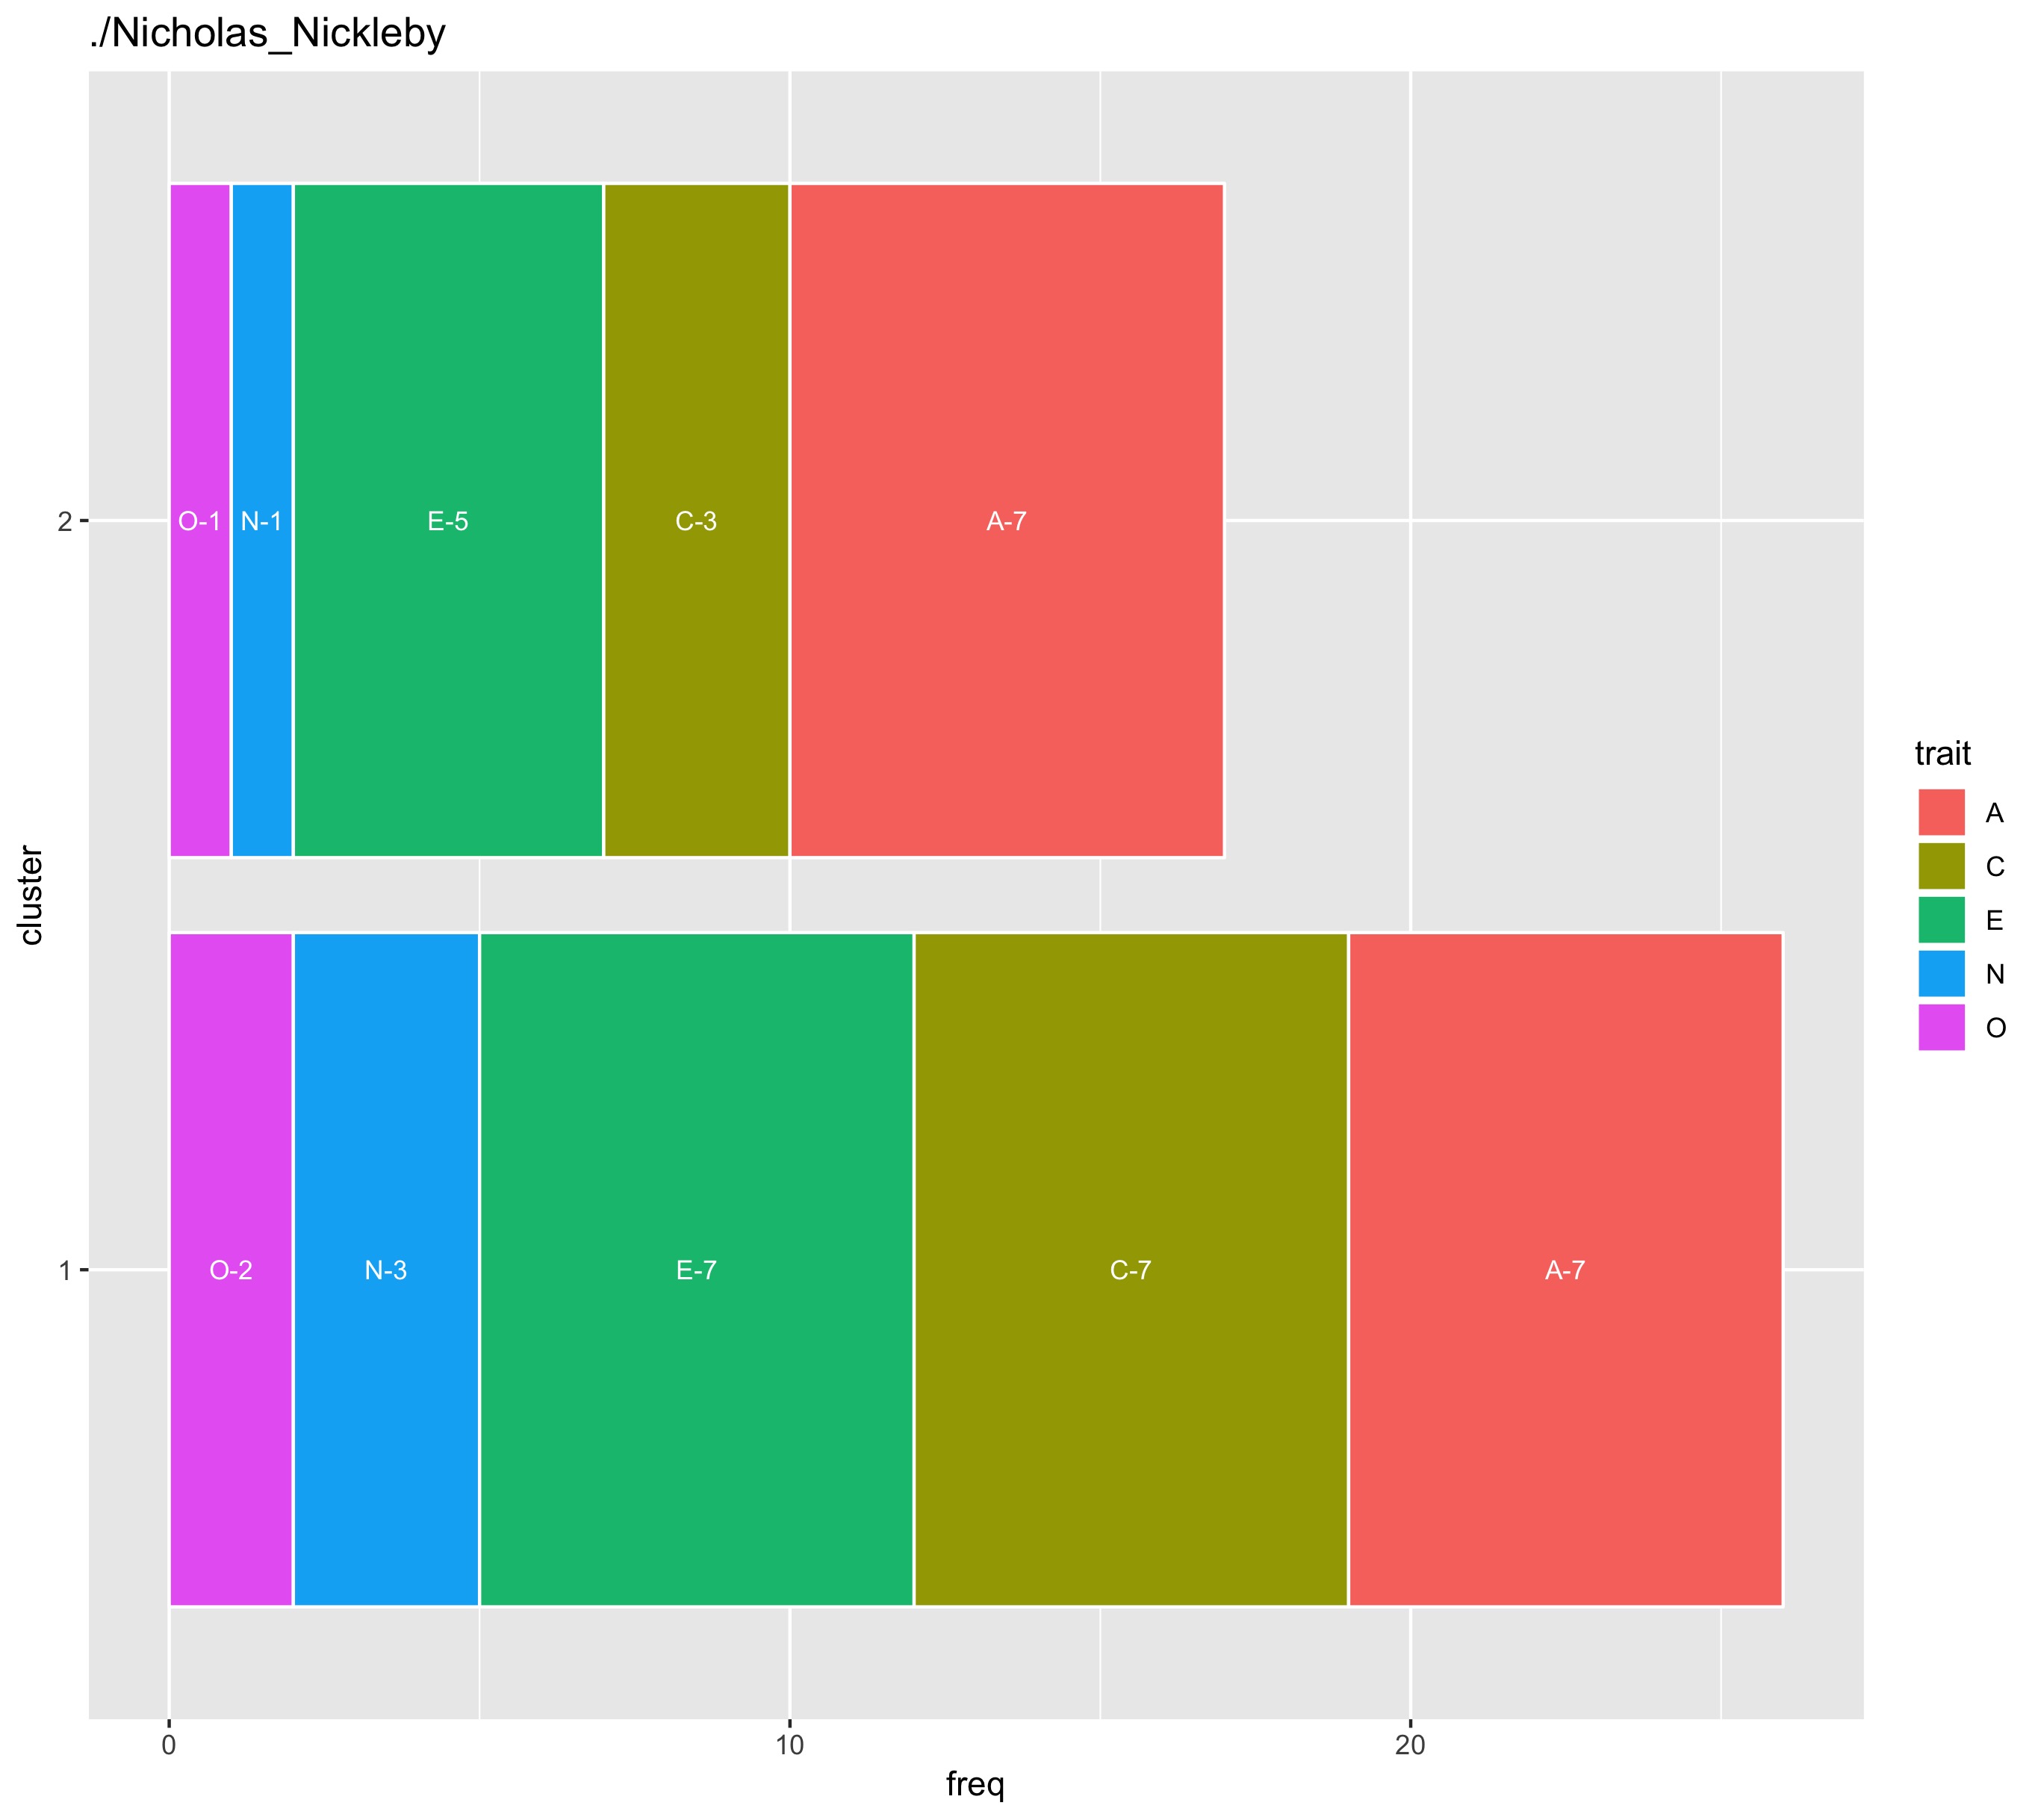 ./Nicholas_Nickleby
cluster
2
O-1 N-1 E-5 C-3 A-7
1
O-2 N-3 E-7 C-7 A-7
0 10 20
freq
trait
A
C
E
N
O